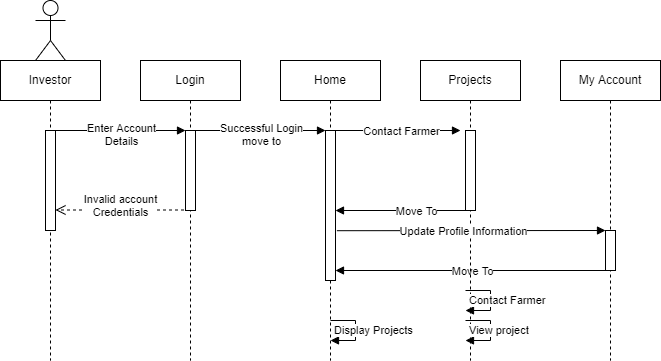 Investor
Login
Home
Projects
My Account
Enter Account
Details
Successful Login
move to
Contact Farmer
Invalid account
Credentials
Move To
Update Profile Information
Move To
Contact Farmer
Display Projects
View project